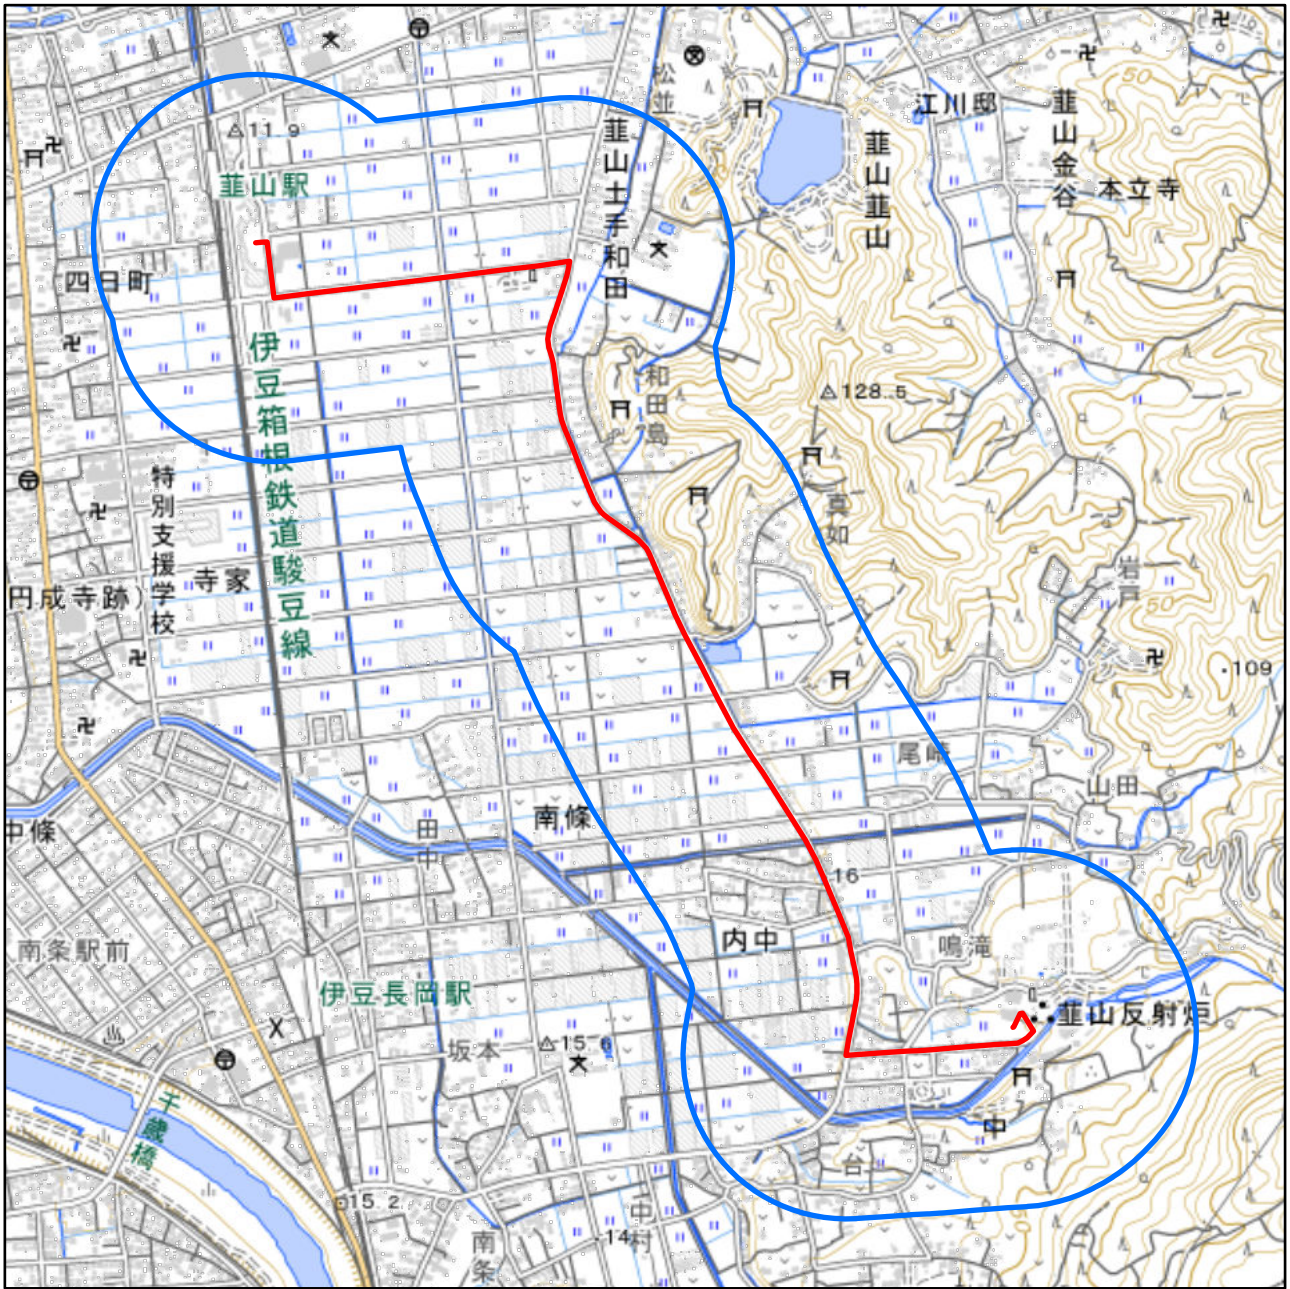 江川邸
韮山金谷
松並
11.9
韮山土手和田
韮山韮山
本立寺
韮山駅
四日町
伊豆箱根鉄道駿豆線
和田島
128.5
特別支援学校
真如
寺家
円成寺跡)
岩戸
50
50
109
尾崎
山田
南條
田中
中條
16
内中
鳴滝
南条駅前
伊豆長岡駅
韮山反射炉
坂本
15.6
千歳橋
中
台
15.2
中村
14
南条